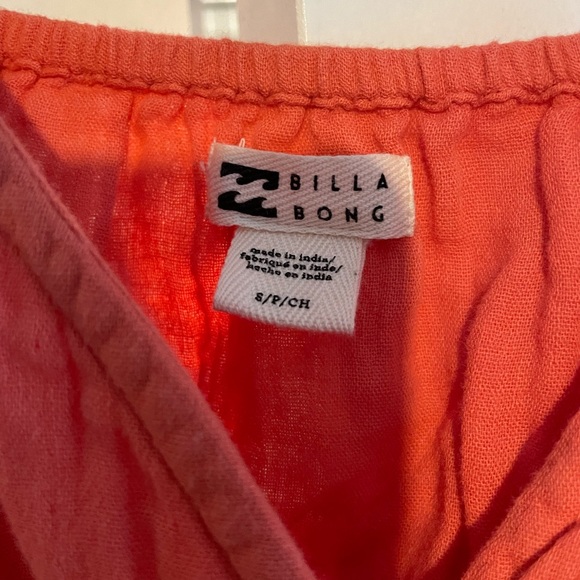 BILLA
BONG
made in india/
fabriqué en inde/
hecho en india
S/P/CH